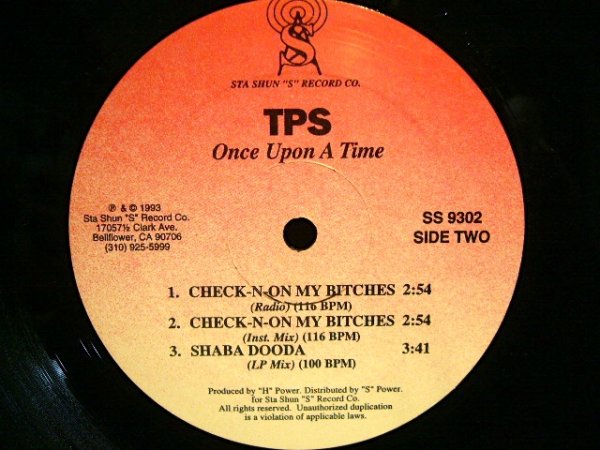 S
STA SHUN "S" RECORD CO.
TPS
Once Upon A Time
℗ & © 1993
Sta Shun "S" Record Co.
17057½ Clark Ave.
Bellflower, CA 90706
(310) 925-5999
SS 9302
SIDE TWO
1. CHECK-N-ON MY BITCHES 2:54
(Radio) (116 BPM)
2. CHECK-N-ON MY BITCHES 2:54
(Inst. Mix) (116 BPM)
3. SHABA DOODA 3:41
(LP Mix) (100 BPM)
Produced by "H" Power. Distributed by "S" Power.
for Sta Shun "S" Record Co.
All rights reserved. Unauthorized duplication
is a violation of applicable laws.